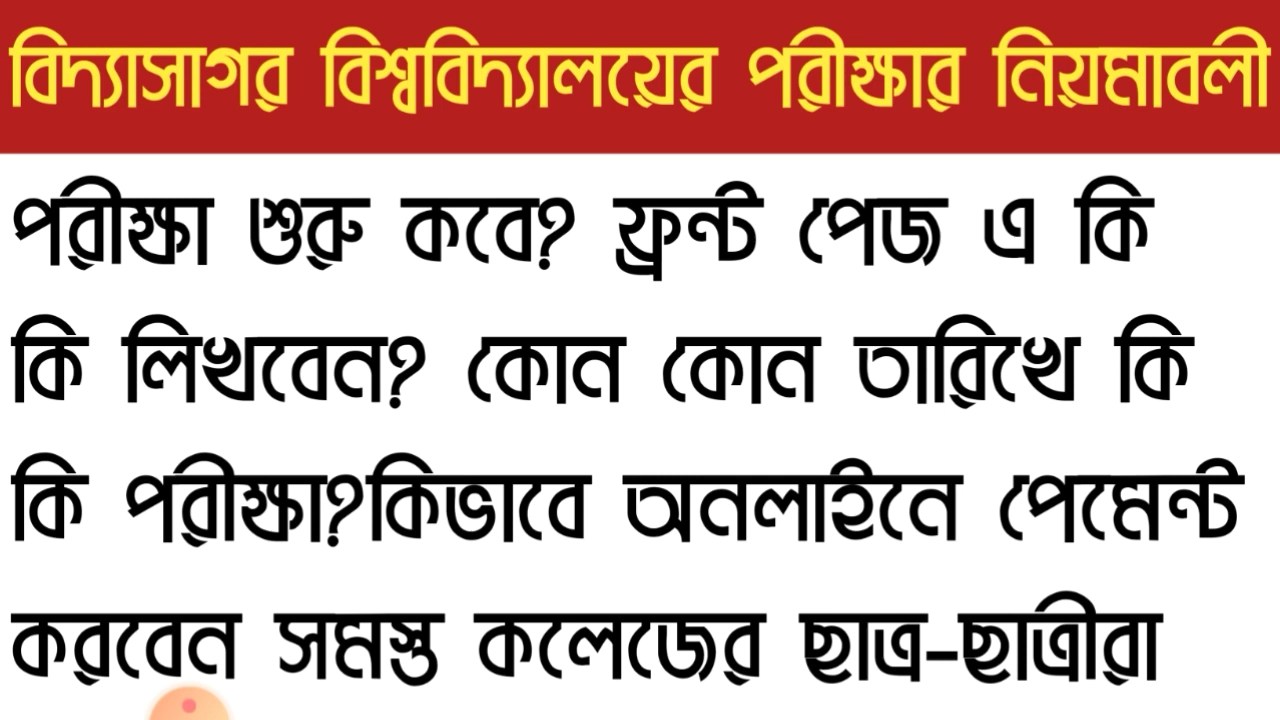 বিদ্যাসাগর বিশ্ববিদ্যালয়ের পরীক্ষার নিয়মাবলী
পরীক্ষা শুরু কবে? ফ্রন্ট পেজ এ কি
কি লিখবেন? কোন কোন তারিখে কি
কি পরীক্ষা?কিভাবে অনলাইনে পেমেন্ট
করবেন সমস্ত কলেজের ছাত্র-ছাত্রীরা